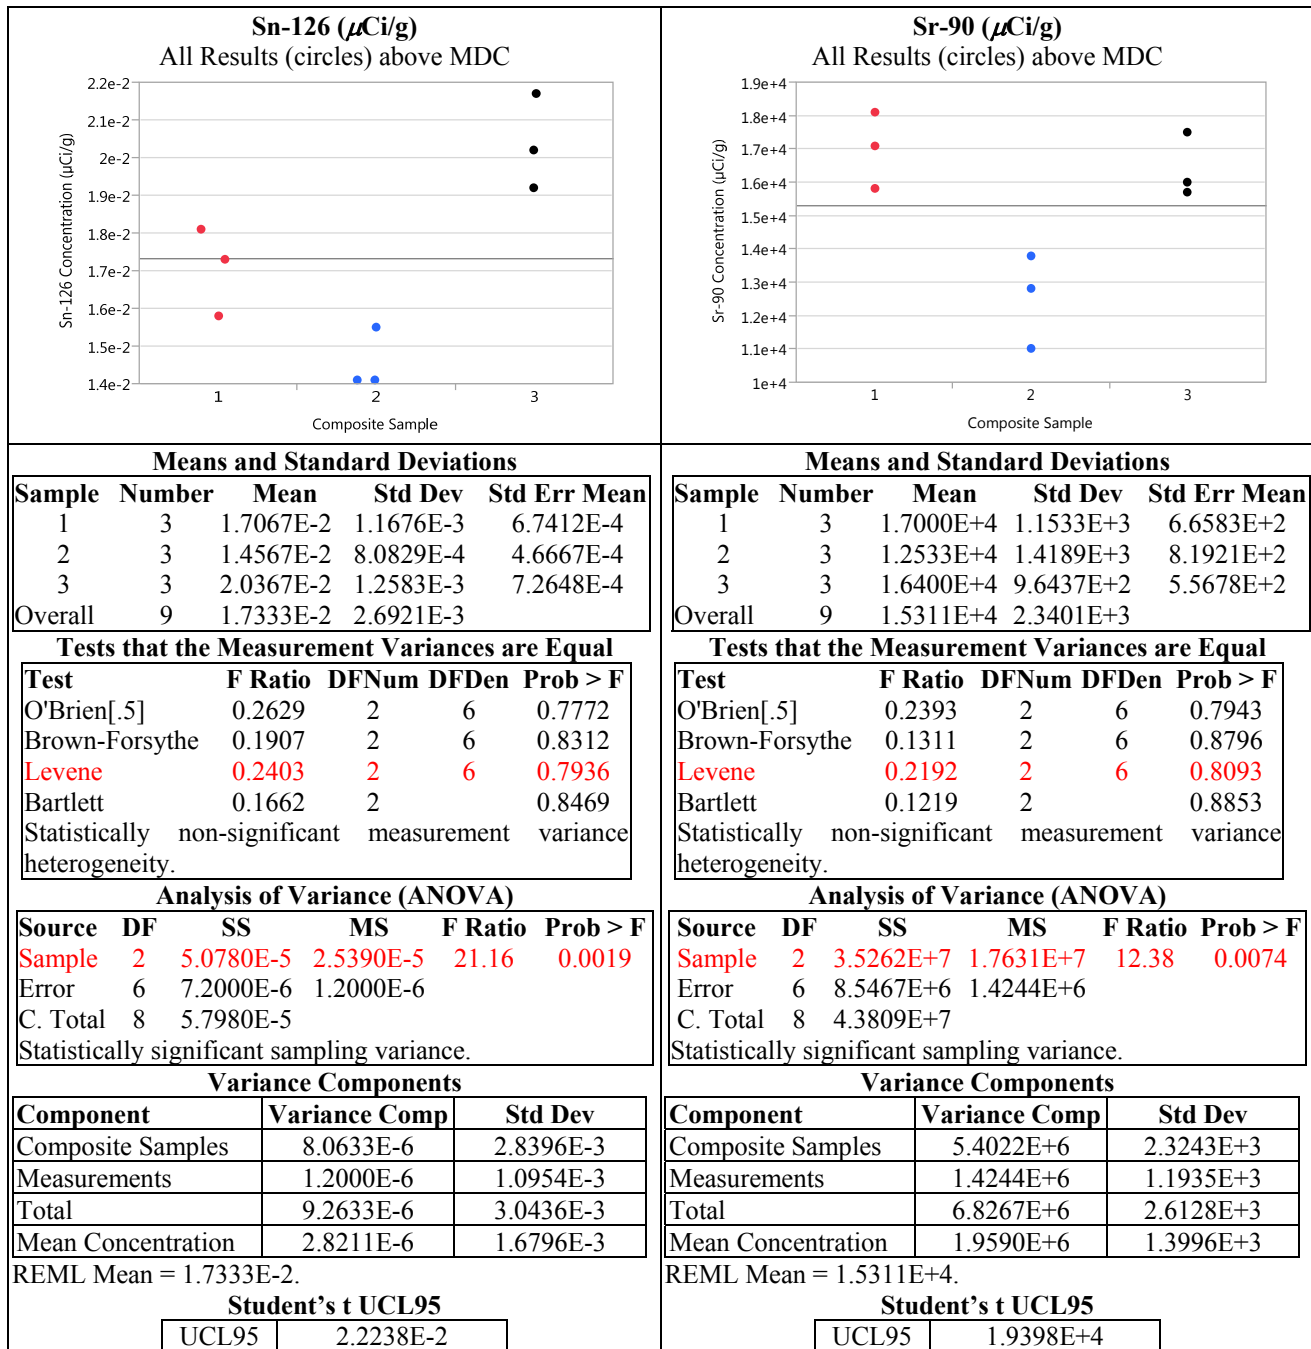 Sn-126 (μCi/g)
All Results (circles) above MDC
2.2e-2
2.1e-2
2e-2
1.9e-2
1.8e-2
1.7e-2
1.6e-2
1.5e-2
1.4e-2
Sn-126 Concentration (μCi/g)
1 2 3
Composite Sample
Means and Standard Deviations
Sample Number Mean Std Dev Std Err Mean
1 3 1.7067E-2 1.1676E-3 6.7412E-4
2 3 1.4567E-2 8.0829E-4 4.6667E-4
3 3 2.0367E-2 1.2583E-3 7.2648E-4
Overall 9 1.7333E-2 2.6921E-3
Tests that the Measurement Variances are Equal
Test F Ratio DFNum DFDen Prob > F
O'Brien[.5] 0.2629 2 6 0.7772
Brown-Forsythe 0.1907 2 6 0.8312
Levene 0.2403 2 6 0.7936
Bartlett 0.1662 2 0.8469
Statistically non-significant measurement variance
heterogeneity.
Analysis of Variance (ANOVA)
Source DF SS MS F Ratio Prob > F
Sample 2 5.0780E-5 2.5390E-5 21.16 0.0019
Error 6 7.2000E-6 1.2000E-6
C. Total 8 5.7980E-5
Statistically significant sampling variance.
Variance Components
Component Variance Comp Std Dev
Composite Samples 8.0633E-6 2.8396E-3
Measurements 1.2000E-6 1.0954E-3
Total 9.2633E-6 3.0436E-3
Mean Concentration 2.8211E-6 1.6796E-3
REML Mean = 1.7333E-2.
Student’s t UCL95
UCL95 2.2238E-2
Sr-90 (μCi/g)
All Results (circles) above MDC
1.9e+4
1.8e+4
1.7e+4
1.6e+4
1.5e+4
1.4e+4
1.3e+4
1.2e+4
1.1e+4
1e+4
Sr-90 Concentration (μCi/g)
1 2 3
Composite Sample
Means and Standard Deviations
Sample Number Mean Std Dev Std Err Mean
1 3 1.7000E+4 1.1533E+3 6.6583E+2
2 3 1.2533E+4 1.4189E+3 8.1921E+2
3 3 1.6400E+4 9.6437E+2 5.5678E+2
Overall 9 1.5311E+4 2.3401E+3
Tests that the Measurement Variances are Equal
Test F Ratio DFNum DFDen Prob > F
O'Brien[.5] 0.2393 2 6 0.7943
Brown-Forsythe 0.1311 2 6 0.8796
Levene 0.2192 2 6 0.8093
Bartlett 0.1219 2 0.8853
Statistically non-significant measurement variance
heterogeneity.
Analysis of Variance (ANOVA)
Source DF SS MS F Ratio Prob > F
Sample 2 3.5262E+7 1.7631E+7 12.38 0.0074
Error 6 8.5467E+6 1.4244E+6
C. Total 8 4.3809E+7
Statistically significant sampling variance.
Variance Components
Component Variance Comp Std Dev
Composite Samples 5.4022E+6 2.3243E+3
Measurements 1.4244E+6 1.1935E+3
Total 6.8267E+6 2.6128E+3
Mean Concentration 1.9590E+6 1.3996E+3
REML Mean = 1.5311E+4.
Student’s t UCL95
UCL95 1.9398E+4